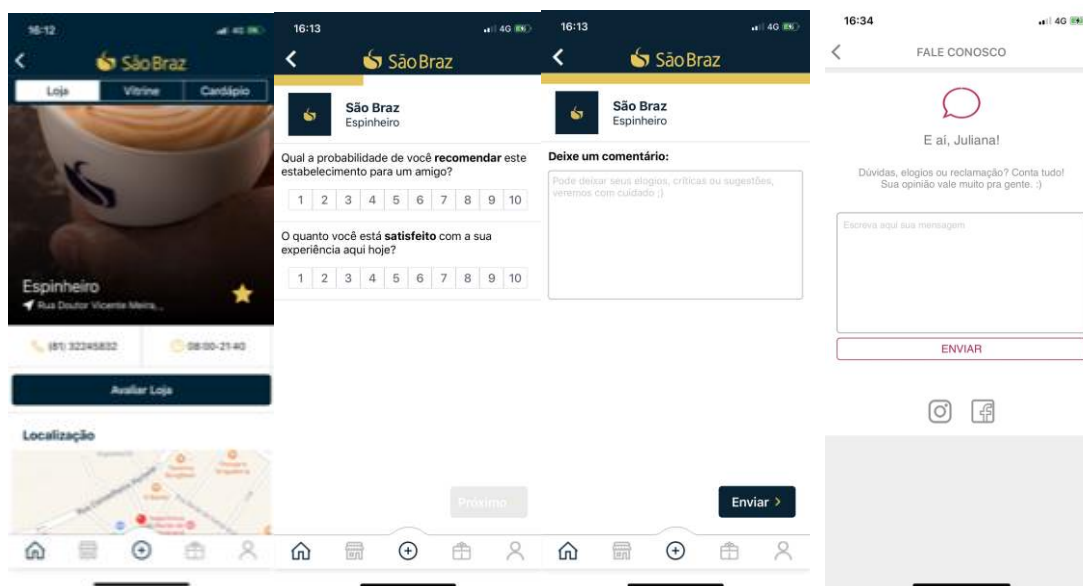 16:12
4G
São Braz
Loja
Vitrine
Cardápio
Espinheiro
Rua Doutor Vicente Meira...
(81) 32245832
08:00-21:40
Avaliar Loja
Localização
16:13
4G
São Braz
São Braz
Espinheiro
Qual a probabilidade de você recomendar este
estabelecimento para um amigo?
1 2 3 4 5 6 7 8 9 10
O quanto você está satisfeito com a sua
experiência aqui hoje?
1 2 3 4 5 6 7 8 9 10
Próximo
16:13
4G
São Braz
São Braz
Espinheiro
Deixe um comentário:
Pode deixar seus elogios, críticas ou sugestões,
veremos com cuidado ;)
Enviar >
16:34
4G
FALE CONOSCO
E aí, Juliana!
Dúvidas, elogios ou reclamação? Conta tudo!
Sua opinião vale muito pra gente. :)
Escreva aqui sua mensagem
ENVIAR